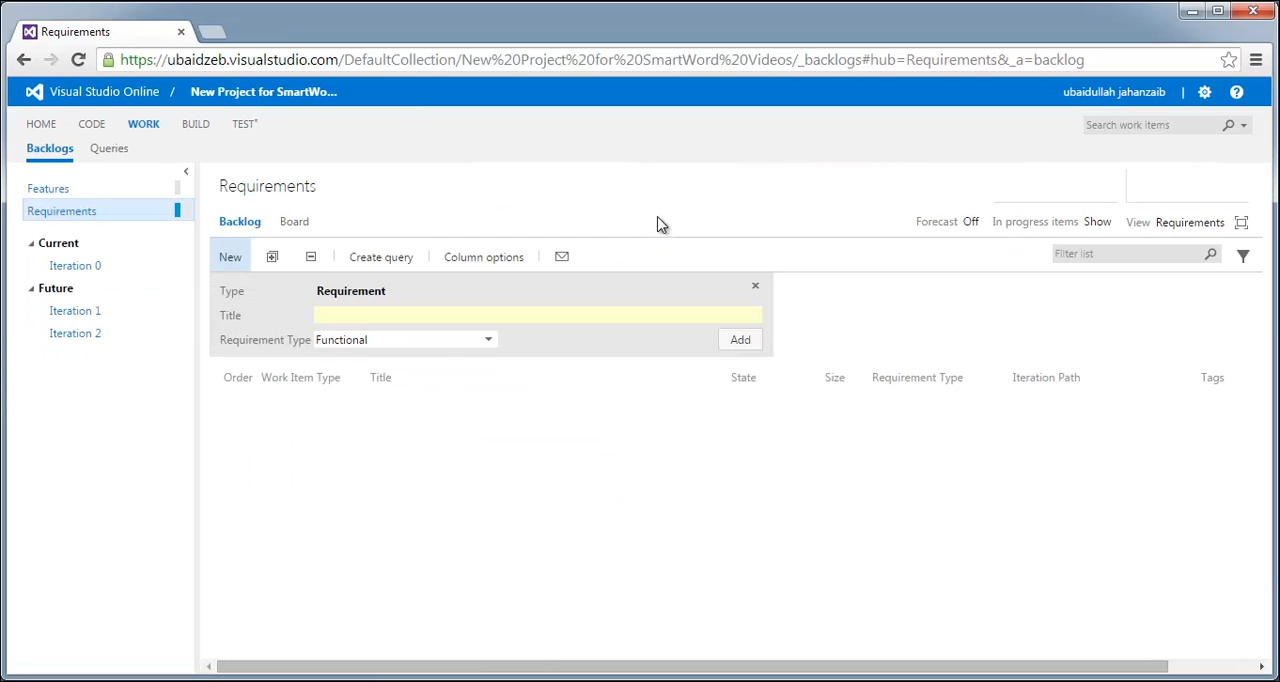 Requirements
https://ubaidzeb.visualstudio.com/DefaultCollection/New%20Project%20for%20SmartWord%20Videos/_backlogs#hub=Requirements&_a=backlog
Visual Studio Online / New Project for SmartWo... ubaidullah jahanzaib |
HOME CODE WORK BUILD TEST* Search work items
Backlogs Queries
Features
Requirements
Current
Iteration 0
Future
Iteration 1
Iteration 2
Requirements
Backlog Board Forecast Off In progress items Show View Requirements
New Create query Column options Filter list
Type Requirement
Title
Requirement Type Functional Add
Order Work Item Type Title State Size Requirement Type Iteration Path Tags